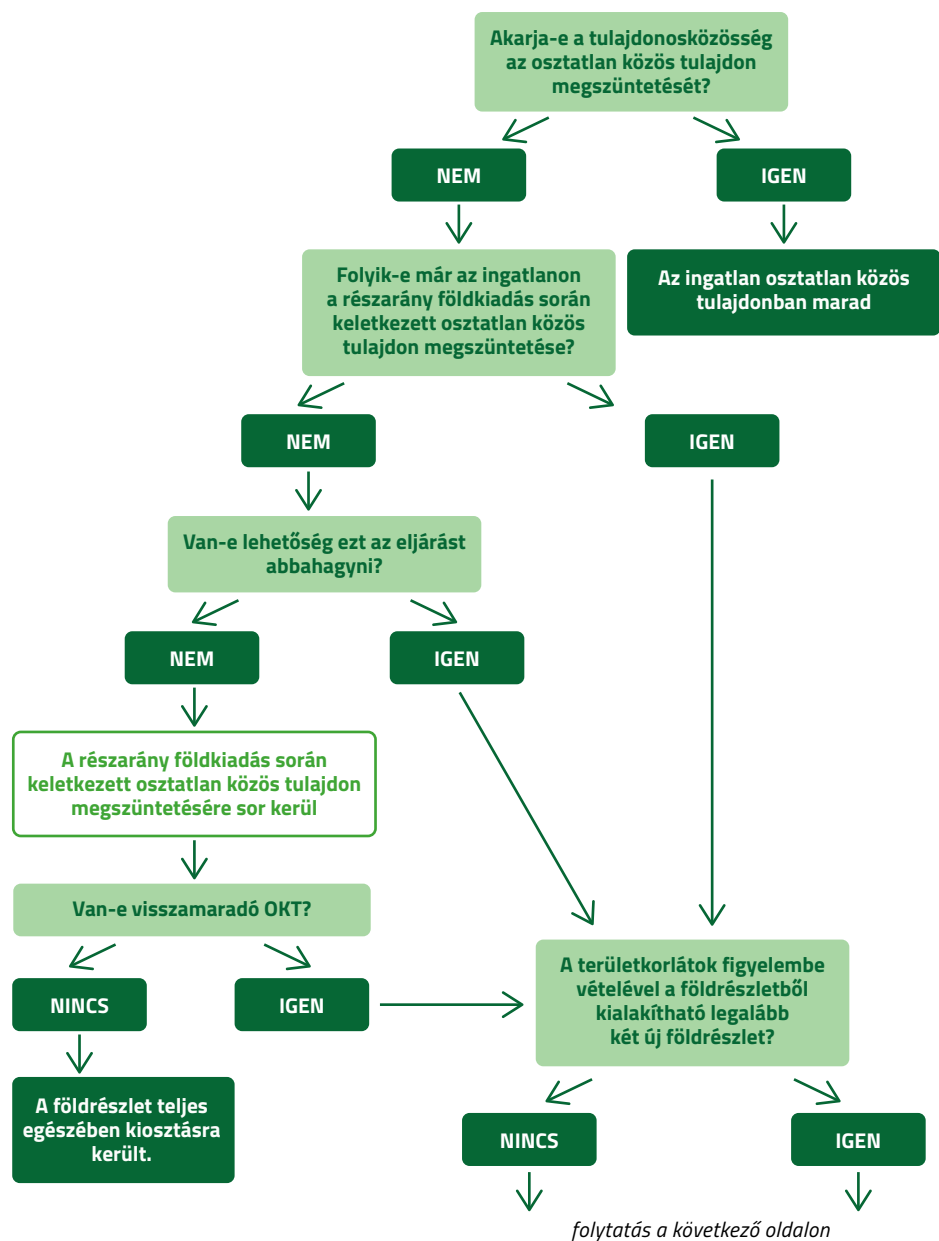 Akarja-e a tulajdonosközösség
az osztatlan közös tulajdon
megszüntetését?
NEM
IGEN
Folyik-e már az ingatlanon
a részarány földkiadás során
keletkezett osztatlan közös
tulajdon megszüntetése?
Az ingatlan osztatlan közös
tulajdonban marad
NEM
IGEN
Van-e lehetőség ezt az eljárást
abbahagyni?
NEM
IGEN
A részarány földkiadás során
keletkezett osztatlan közös tulajdon
megszüntetésére sor kerül
Van-e visszamaradó OKT?
NINCS
IGEN
A területkorlátok figyelembe
vételével a földrészletből
kialakítható legalább
két új földrészlet?
A földrészlet teljes
egészében kiosztásra
került.
NINCS
IGEN
folytatás a következő oldalon